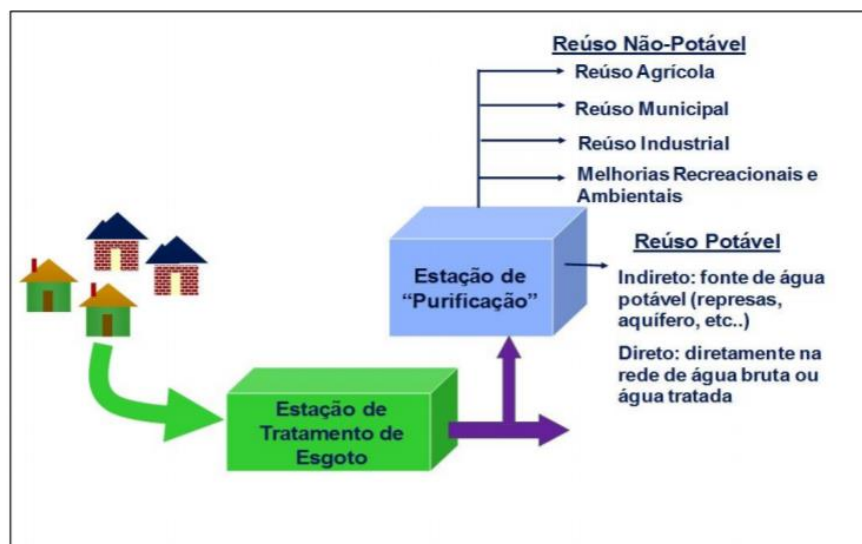 Reúso Não-Potável
Reúso Agrícola
Reúso Municipal
Reúso Industrial
Melhorias Recreacionais e
Ambientais
Estação de
“Purificação”
Reúso Potável
Indireto: fonte de água
potável (represas,
aquífero, etc..)
Direto: diretamente na
rede de água bruta ou
água tratada
Estação de
Tratamento de
Esgoto